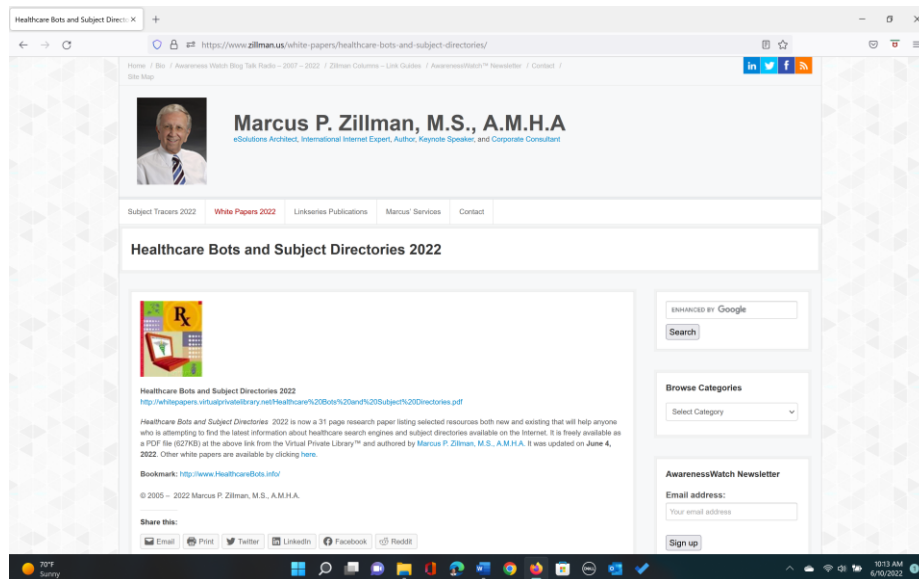 Healthcare Bots and Subject Direct
https://www.zillman.us/white-papers/healthcare-bots-and-subject-directories/
Home / Bio / Awareness Watch Blog Talk Radio – 2007 – 2022 / Zillman Columns – Link Guides / AwarenessWatch™ Newsletter / Contact /
Site Map
Marcus P. Zillman, M.S., A.M.H.A
eSolutions Architect, International Internet Expert, Author, Keynote Speaker, and Corporate Consultant
Subject Tracers 2022 White Papers 2022 Linkseries Publications Marcus' Services Contact
Healthcare Bots and Subject Directories 2022
Rx
ENHANCED BY Google
Search
Healthcare Bots and Subject Directories 2022
http://whitepapers.virtualprivatelibrary.net/Healthcare%20Bots%20and%20Subject%20Directories.pdf
Healthcare Bots and Subject Directories 2022 is now a 31 page research paper listing selected resources both new and existing that will help anyone
who is attempting to find the latest information about healthcare search engines and subject directories available on the Internet. It is freely available as
a PDF file (627KB) at the above link from the Virtual Private Library™ and authored by Marcus P. Zillman, M.S., A.M.H.A. It was updated on June 4,
2022. Other white papers are available by clicking here.
Bookmark: http://www.HealthcareBots.info/
© 2005 – 2022 Marcus P. Zillman, M.S., A.M.H.A.
Share this:
Email Print Twitter LinkedIn Facebook Reddit
Browse Categories
Select Category
AwarenessWatch Newsletter
Email address:
Your email address
Sign up
70°F
Sunny
10:13 AM
6/10/2022